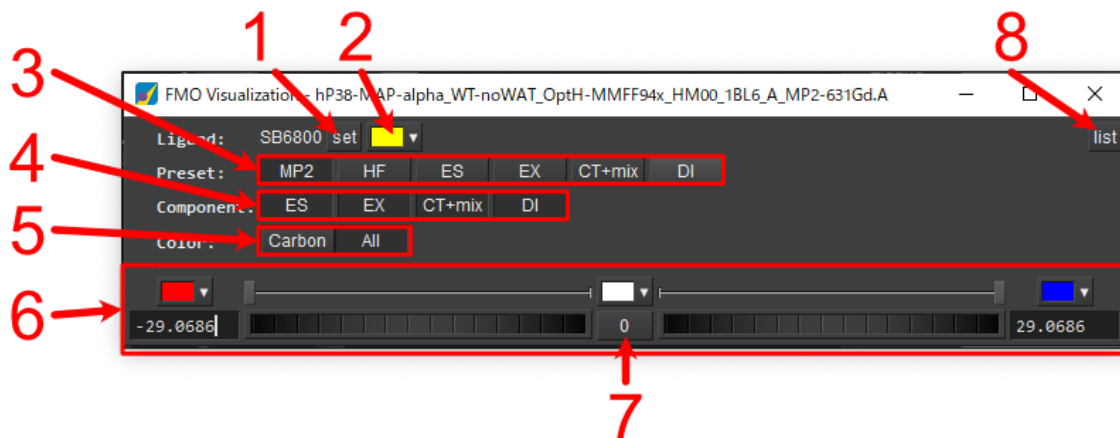 1 2 8
3
FMO Visualization - hP38-MAP-alpha_WT-noWAT_OptH-MMFF94x_HM00_1BL6_A_MP2-631Gd.A
Ligand: SB6800 set list
4
Preset: MP2 HF ES EX CT+mix DI
Component: ES EX CT+mix DI
5
Color: Carbon All
6
-29.0686 0 29.0686
7